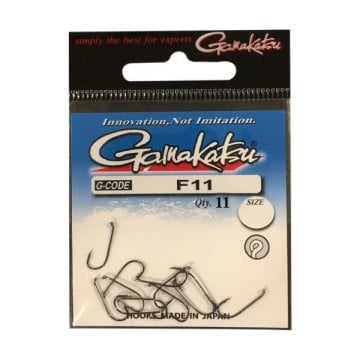 simply the best for experts
Gamakatsu
Innovation, Not Imitation.
Gamakatsu
G-CODE F11
Qty. 11 SIZE
HOOKS MADE IN JAPAN